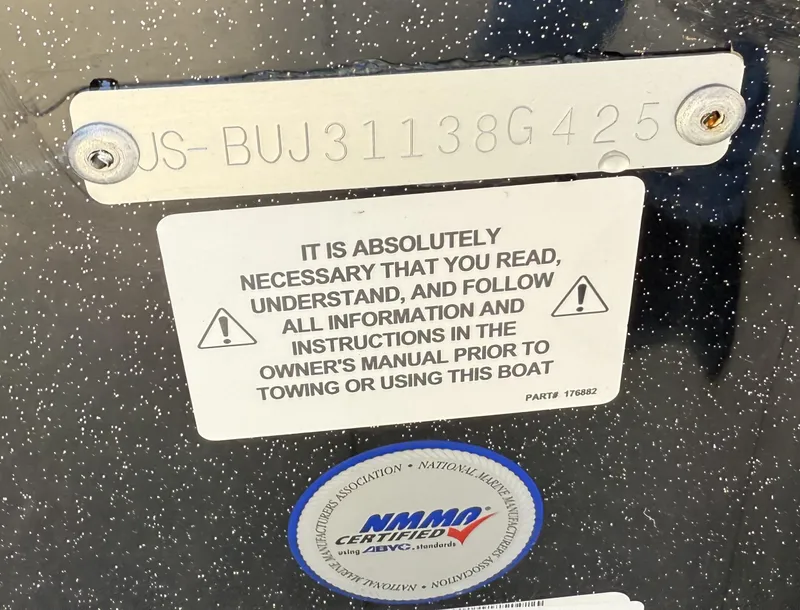 US-BUJ31138G425
IT IS ABSOLUTELY
NECESSARY THAT YOU READ,
UNDERSTAND, AND FOLLOW
ALL INFORMATION AND
INSTRUCTIONS IN THE
OWNER'S MANUAL PRIOR TO
TOWING OR USING THIS BOAT
PART# 176882
NATIONAL MARINE MANUFACTURERS ASSOCIATION • NATIONAL MARINE MANUFACTURERS ASSOCIATION •
NMMA®
CERTIFIED
using ABYC. standards